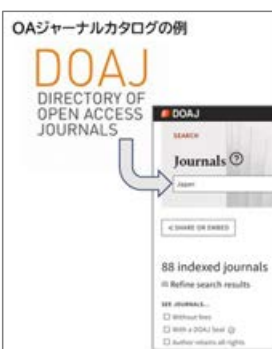 OAジャーナルカタログの例
DOAJ
DIRECTORY OF
OPEN ACCESS
JOURNALS
DOAJ
SEARCH
Journals ?
Japan
SHARE OR EMBED
88 indexed journals
Refine search results
SEE JOURNALS...
Without fees
With a DOAJ Seal
Author retains all rights